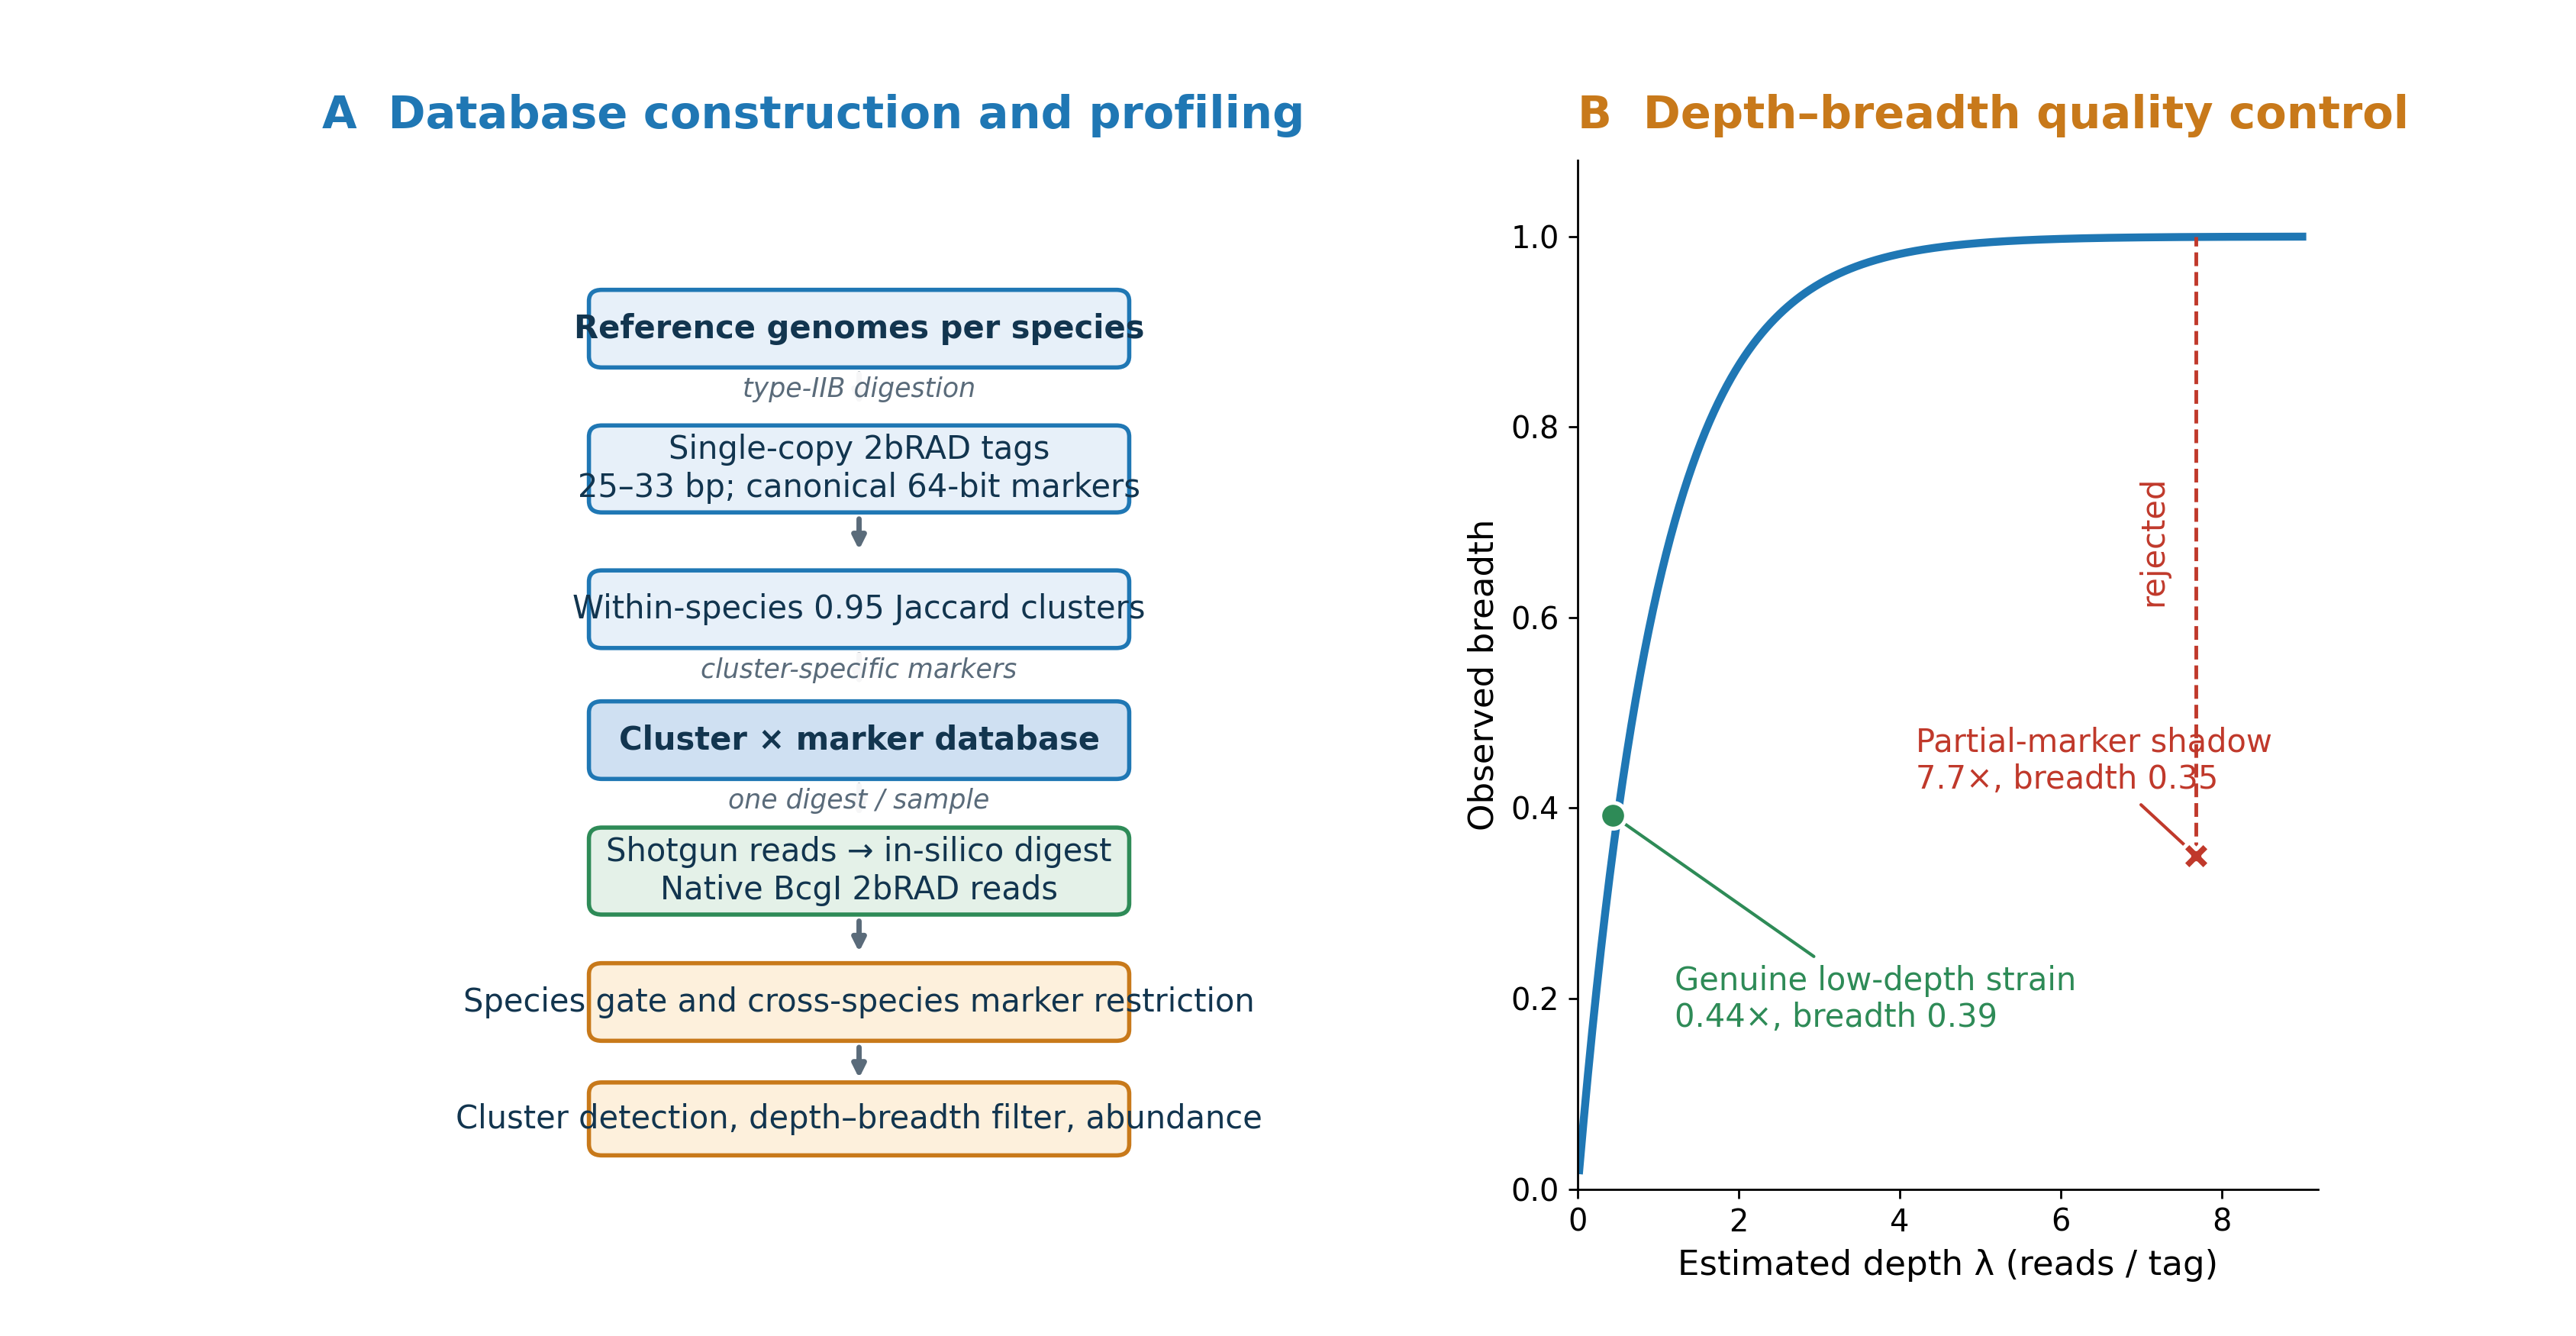 A Database construction and profiling
Reference genomes per species
type-IIB digestion
Single-copy 2bRAD tags
25–33 bp; canonical 64-bit markers
Within-species 0.95 Jaccard clusters
cluster-specific markers
Cluster × marker database
one digest / sample
Shotgun reads → in-silico digest
Native BcgI 2bRAD reads
Species gate and cross-species marker restriction
Cluster detection, depth–breadth filter, abundance
B Depth–breadth quality control
Observed breadth
1.0
0.8
0.6
0.4
0.2
0.0
rejected
Partial-marker shadow
7.7×, breadth 0.35
Genuine low-depth strain
0.44×, breadth 0.39
0 2 4 6 8
Estimated depth λ (reads / tag)